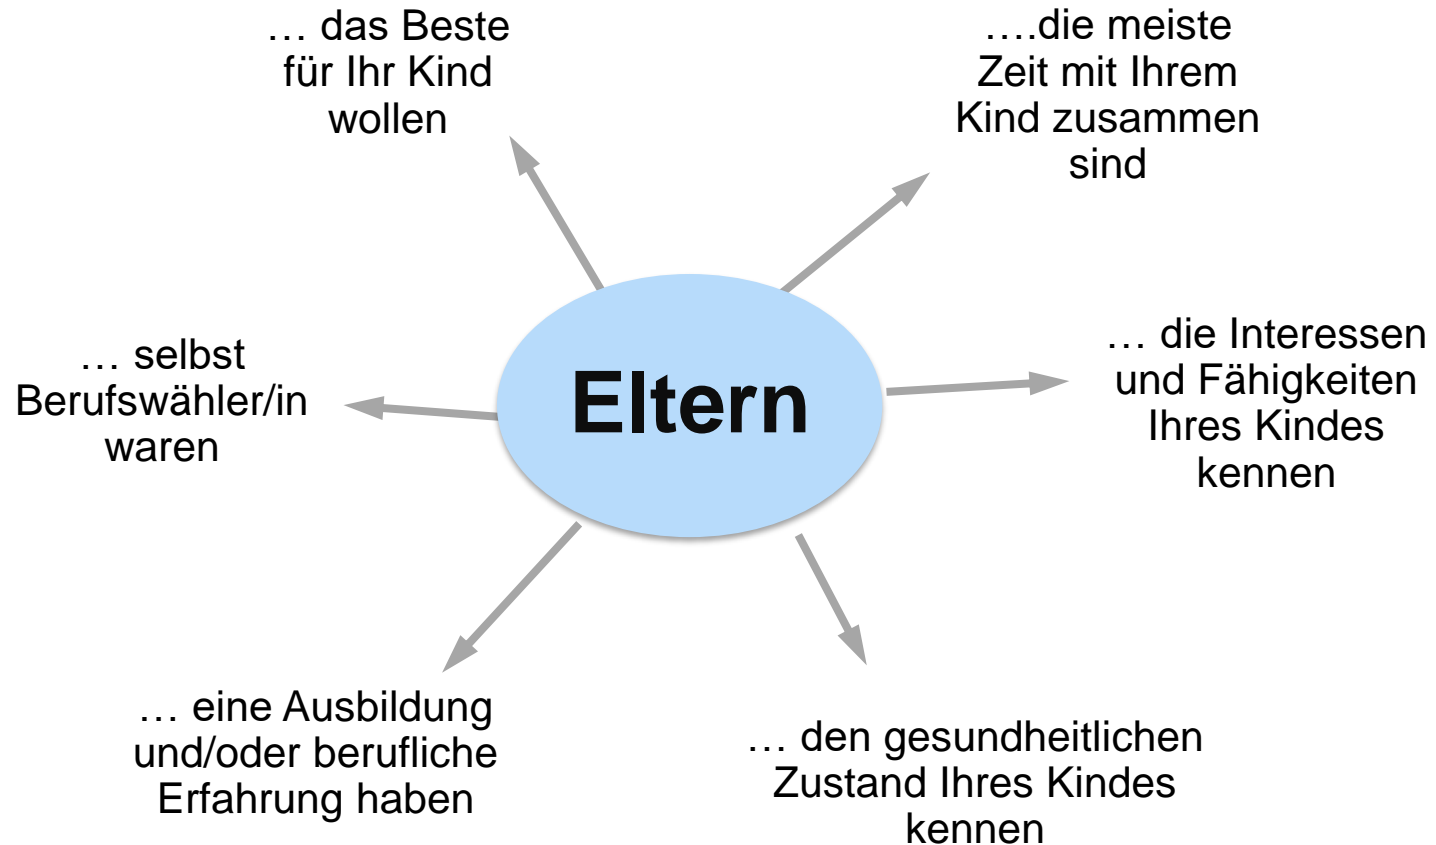 … das Beste
für Ihr Kind
wollen
….die meiste
Zeit mit Ihrem
Kind zusammen
sind
… selbst
Berufswähler/in
waren
Eltern
… die Interessen
und Fähigkeiten
Ihres Kindes
kennen
… eine Ausbildung
und/oder berufliche
Erfahrung haben
… den gesundheitlichen
Zustand Ihres Kindes
kennen